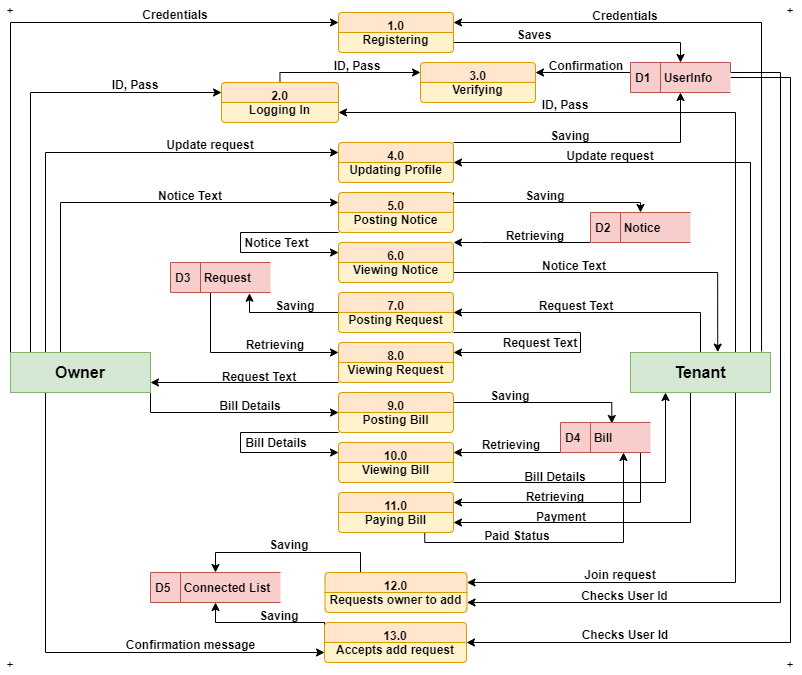 Credentials
1.0
Registering
Credentials
Saves
ID, Pass
3.0
Verifying
Confirmation
D1
UserInfo
ID, Pass
2.0
Logging In
ID, Pass
Saving
Update request
4.0
Updating Profile
Update request
Notice Text
5.0
Posting Notice
Saving
D2
Notice
Retrieving
Notice Text
6.0
Viewing Notice
Notice Text
D3
Request
Saving
7.0
Posting Request
Request Text
Retrieving
8.0
Viewing Request
Request Text
Request Text
Owner
Tenant
Bill Details
9.0
Posting Bill
Saving
D4
Bill
Retrieving
Bill Details
10.0
Viewing Bill
Bill Details
Retrieving
11.0
Paying Bill
Payment
Paid Status
Saving
D5
Connected List
12.0
Requests owner to add
Join request
Checks User Id
Saving
13.0
Accepts add request
Checks User Id
Confirmation message